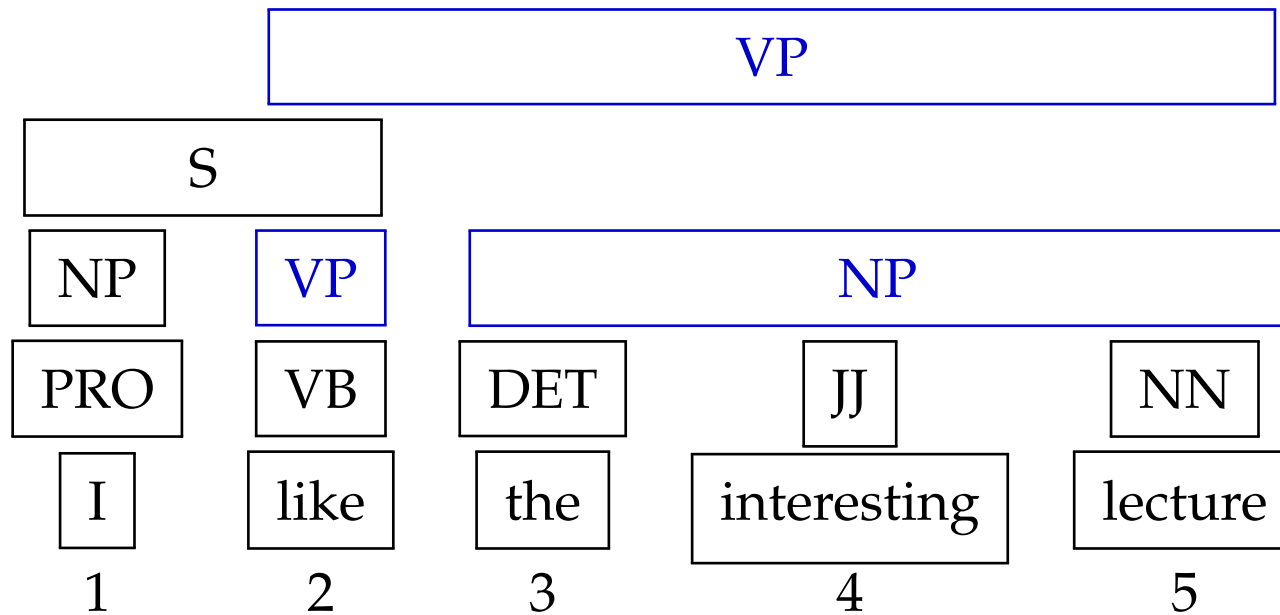 VP
S
NP VP NP
PRO VB DET JJ NN
I like the interesting lecture
1 2 3 4 5